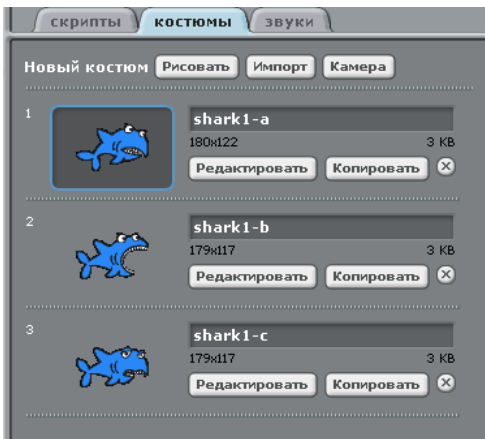 скрипты костюмы звуки
Новый костюм Рисовать Импорт Камера
1
shark1-a
180x122 3 KB
Редактировать Копировать
2
shark1-b
179x117 3 KB
Редактировать Копировать
3
shark1-c
179x117 3 KB
Редактировать Копировать